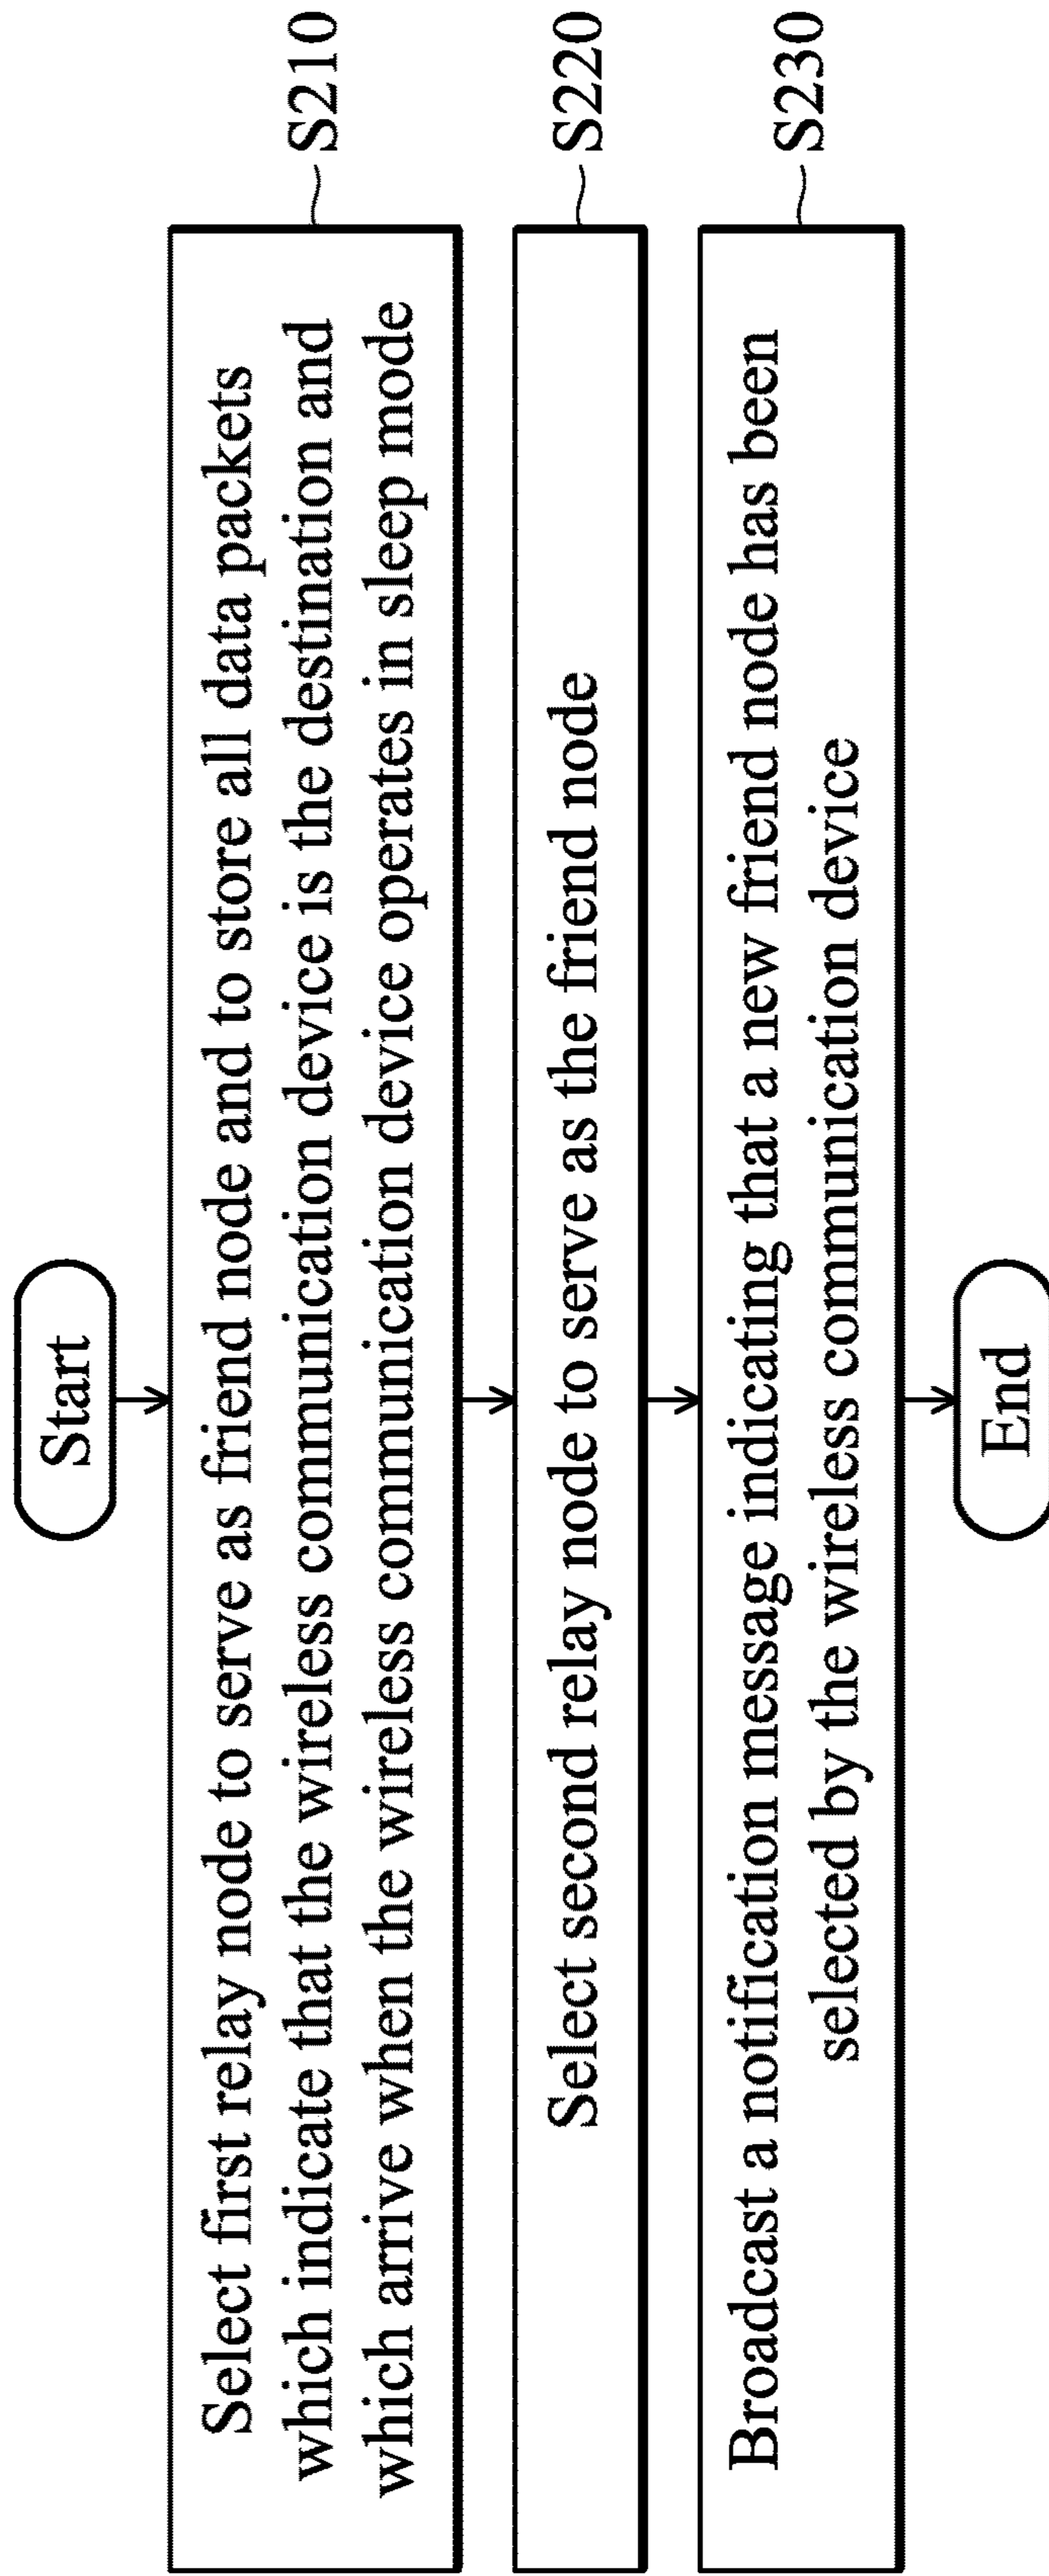 Start
Select first relay node to serve as friend node and to store all data packets
which indicate that the wireless communication device is the destination and
which arrive when the wireless communication device operates in sleep mode
S210
Select second relay node to serve as the friend node
S220
Broadcast a notification message indicating that a new friend node has been
selected by the wireless communication device
S230
End